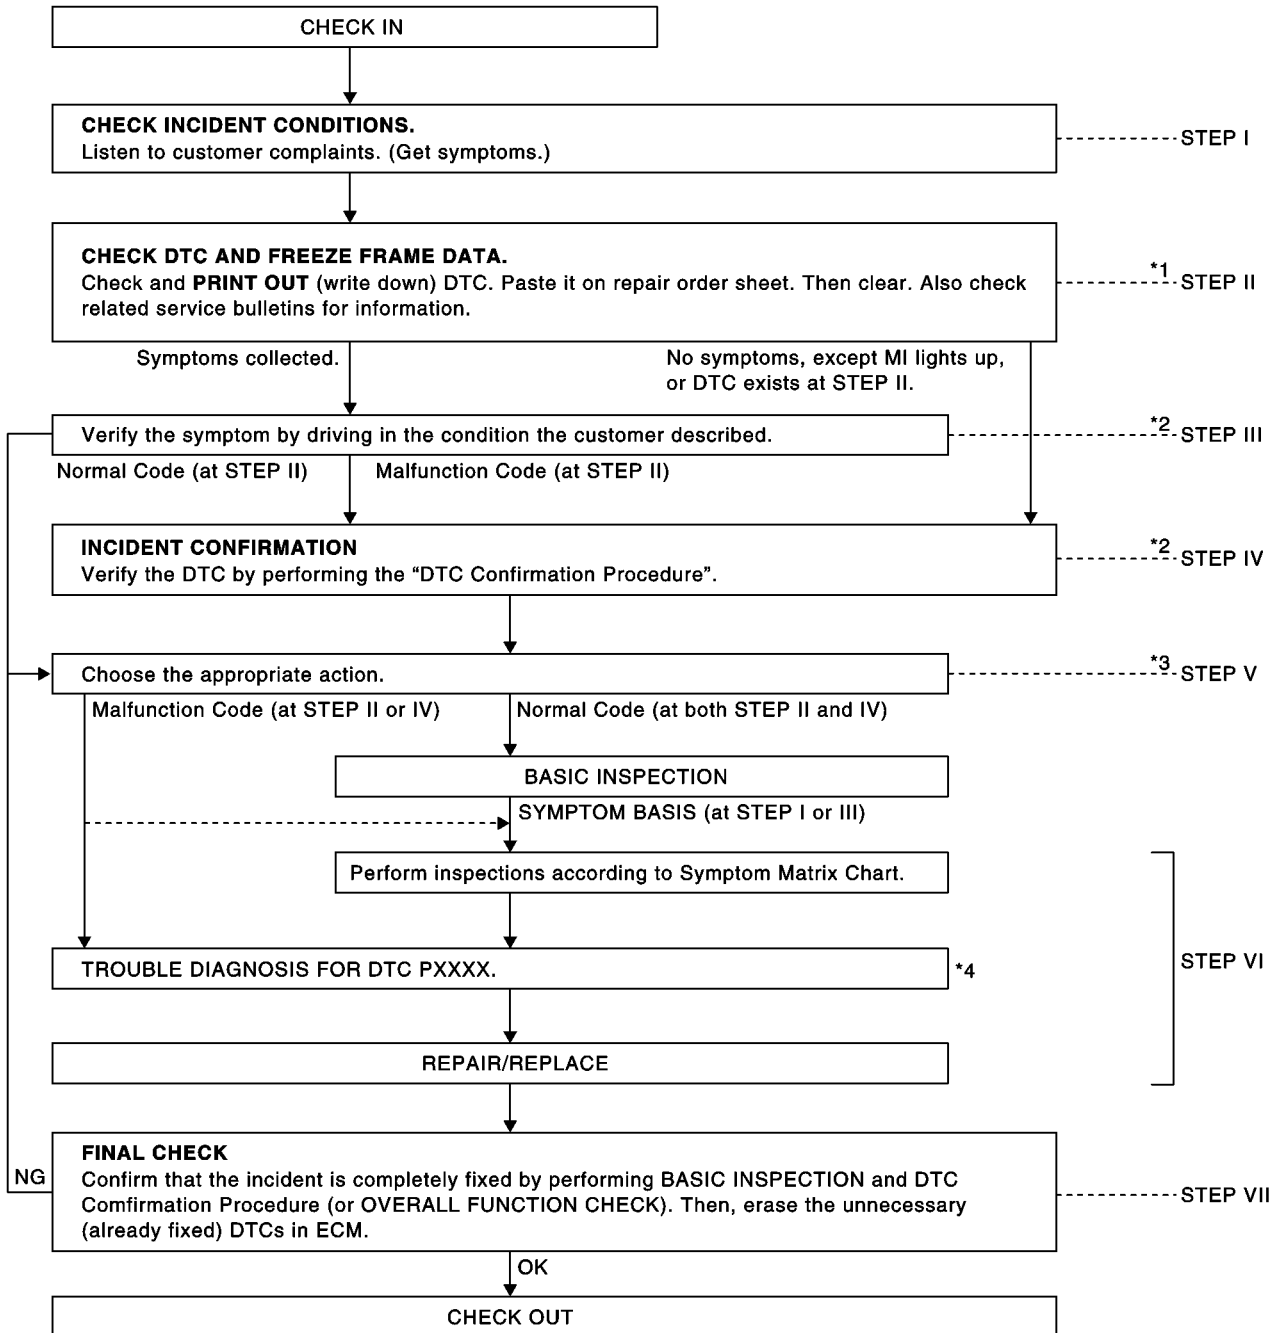 CHECK IN
CHECK INCIDENT CONDITIONS.
Listen to customer complaints. (Get symptoms.)
STEP I
CHECK DTC AND FREEZE FRAME DATA.
Check and PRINT OUT (write down) DTC. Paste it on repair order sheet. Then clear. Also check
related service bulletins for information.
*1
STEP II
Symptoms collected.
No symptoms, except MI lights up,
or DTC exists at STEP II.
Verify the symptom by driving in the condition the customer described.
*2
STEP III
Normal Code (at STEP II)
Malfunction Code (at STEP II)
INCIDENT CONFIRMATION
Verify the DTC by performing the “DTC Confirmation Procedure”.
*2
STEP IV
Choose the appropriate action.
*3
STEP V
Malfunction Code (at STEP II or IV)
Normal Code (at both STEP II and IV)
BASIC INSPECTION
SYMPTOM BASIS (at STEP I or III)
Perform inspections according to Symptom Matrix Chart.
TROUBLE DIAGNOSIS FOR DTC PXXXX.
*4
STEP VI
REPAIR/REPLACE
FINAL CHECK
Confirm that the incident is completely fixed by performing BASIC INSPECTION and DTC
Comfirmation Procedure (or OVERALL FUNCTION CHECK). Then, erase the unnecessary
(already fixed) DTCs in ECM.
NG
STEP VII
OK
CHECK OUT